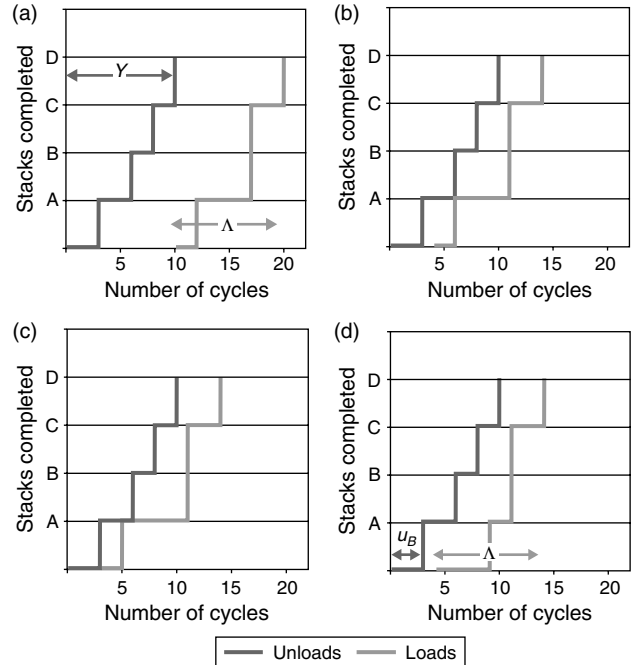 (a)
Stacks completed
D
C
B
A
Y
Λ
5 10 15 20
Number of cycles
(b)
Stacks completed
D
C
B
A
5 10 15 20
Number of cycles
(c)
Stacks completed
D
C
B
A
5 10 15 20
Number of cycles
(d)
Stacks completed
D
C
B
A
u_B
Λ
5 10 15 20
Number of cycles
Unloads Loads